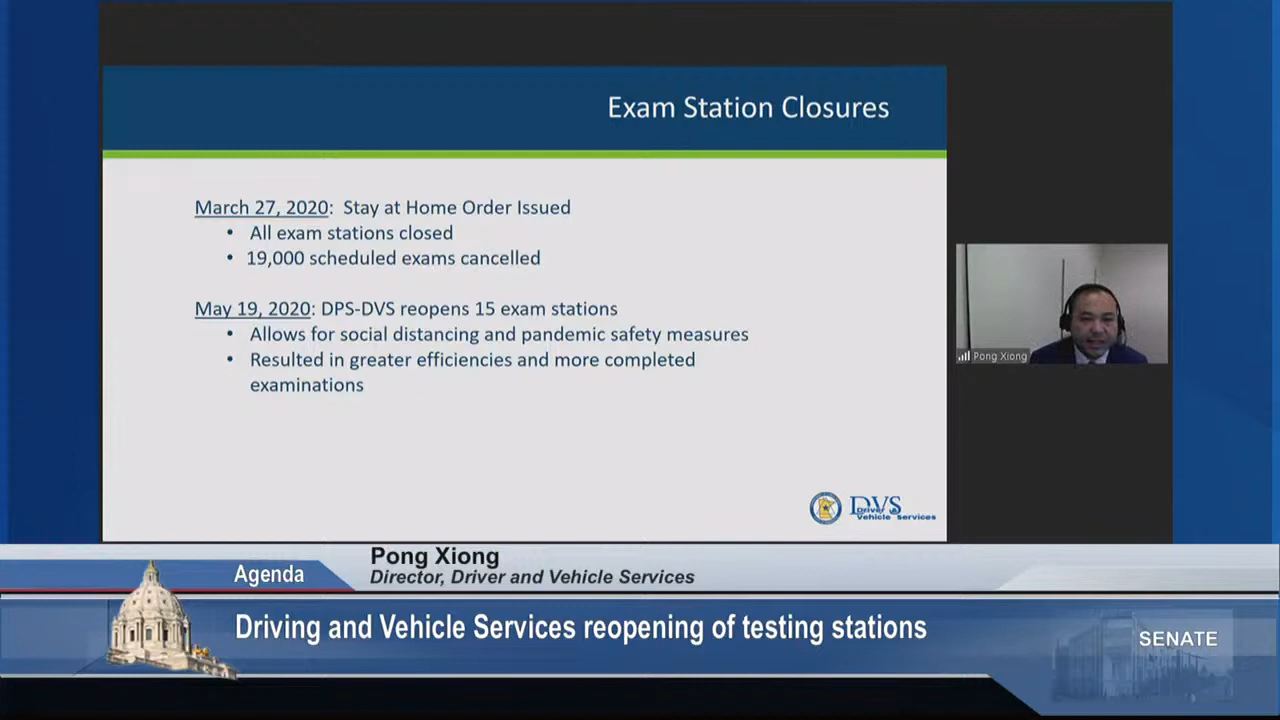 Exam Station Closures
March 27, 2020: Stay at Home Order Issued
• All exam stations closed
• 19,000 scheduled exams cancelled
May 19, 2020: DPS-DVS reopens 15 exam stations
• Allows for social distancing and pandemic safety measures
• Resulted in greater efficiencies and more completed
examinations
DVS
Driver
Vehicle Services
Pong Xiong
Pong Xiong
Director, Driver and Vehicle Services
Agenda
Driving and Vehicle Services reopening of testing stations
SENATE